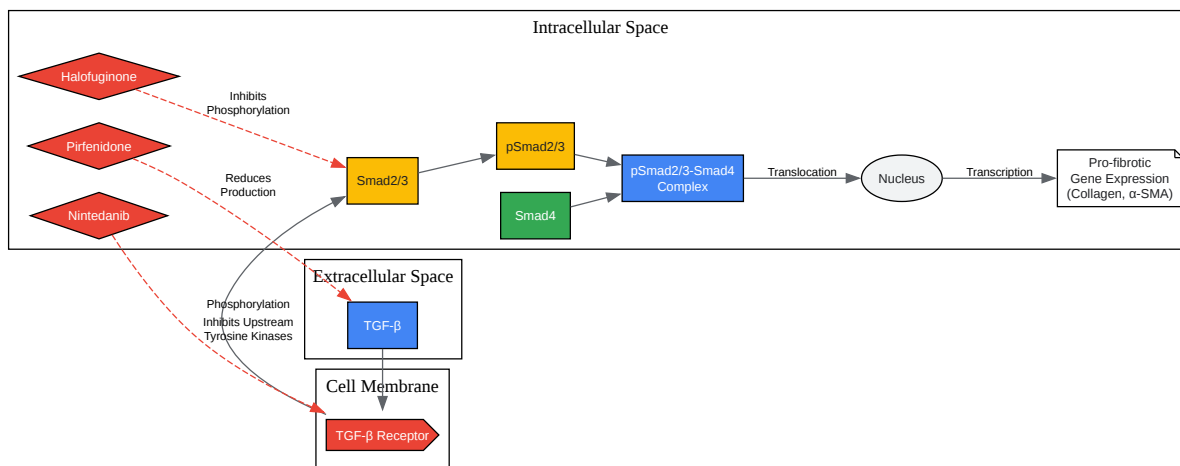 Intracellular Space
Halofuginone
Inhibits
Phosphorylation
Pirfenidone
Reduces
Production
Nintedanib
Smad2/3
pSmad2/3
Smad4
pSmad2/3-Smad4
Complex
Translocation
Nucleus
Transcription
Pro-fibrotic
Gene Expression
(Collagen, α-SMA)
Extracellular Space
Phosphorylation
Inhibits Upstream
Tyrosine Kinases
TGF-β
Cell Membrane
TGF-β Receptor